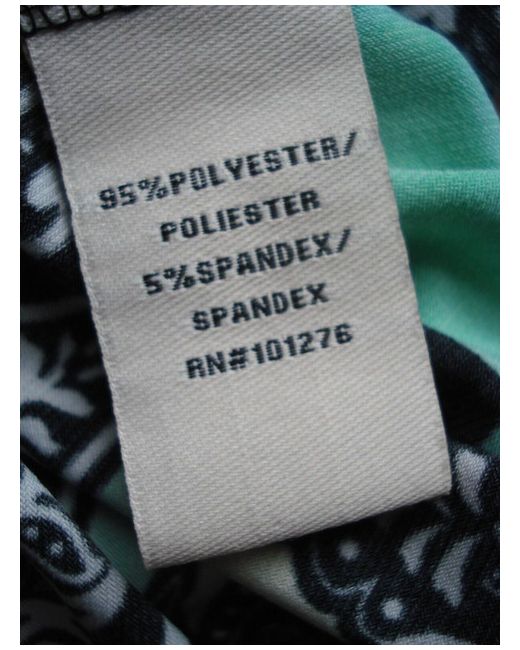 95%POLYESTER/
POLIESTER
5%SPANDEX/
SPANDEX
RN#101276